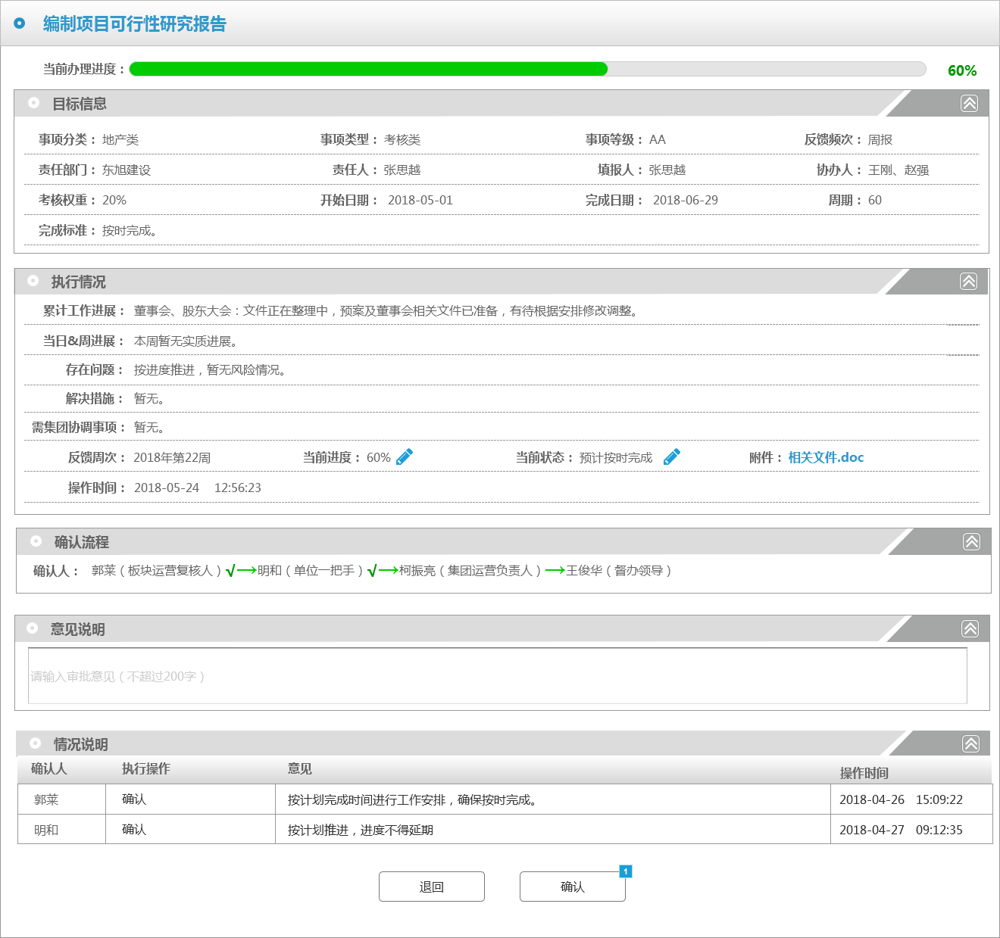 编制项目可行性研究报告
当前办理进度： 60%
目标信息
事项分类： 地产类 事项类型： 考核类 事项等级： AA 反馈频次： 周报
责任部门： 东旭建设 责任人： 张思越 填报人： 张思越 协办人： 王刚、赵强
考核权重： 20% 开始日期： 2018-05-01 完成日期： 2018-06-29 周期： 60
完成标准： 按时完成。
执行情况
累计工作进展： 董事会、股东大会：文件正在整理中，预案及董事会相关文件已准备，有待根据安排修改调整。
当日&周进展： 本周暂无实质进展。
存在问题： 按进度推进，暂无风险情况。
解决措施： 暂无。
需集团协调事项： 暂无。
反馈周次： 2018年第22周 当前进度： 60% 当前状态： 预计按时完成 附件： 相关文件.doc
操作时间： 2018-05-24 12:56:23
确认流程
确认人： 郭莱（板块运营复核人）√→明和（单位一把手）√→柯振亮（集团运营负责人）→王俊华（督办领导）
意见说明
请输入审批意见（不超过200字）
情况说明
确认人 执行操作 意见 操作时间
郭莱 确认 按计划完成时间进行工作安排，确保按时完成。 2018-04-26 15:09:22
明和 确认 按计划推进，进度不得延期 2018-04-27 09:12:35
退回 确认 1